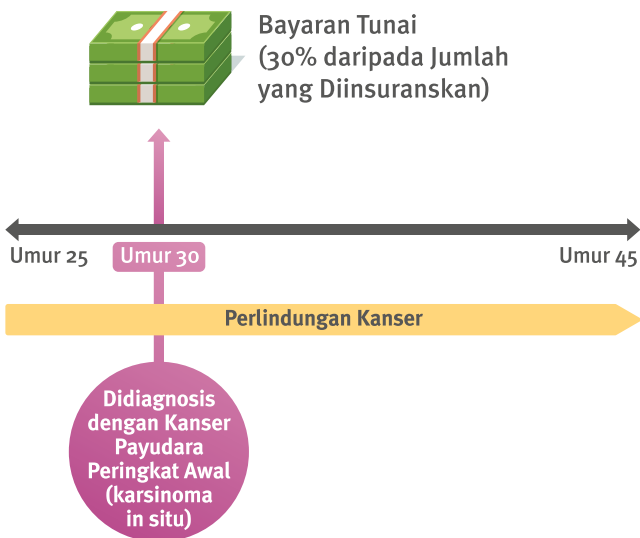 Bayaran Tunai
(30% daripada Jumlah
yang Diinsuranskan)
Umur 25
Umur 30
Umur 45
Perlindungan Kanser
Didiagnosis
dengan Kanser
Payudara
Peringkat Awal
(karsinoma
in situ)